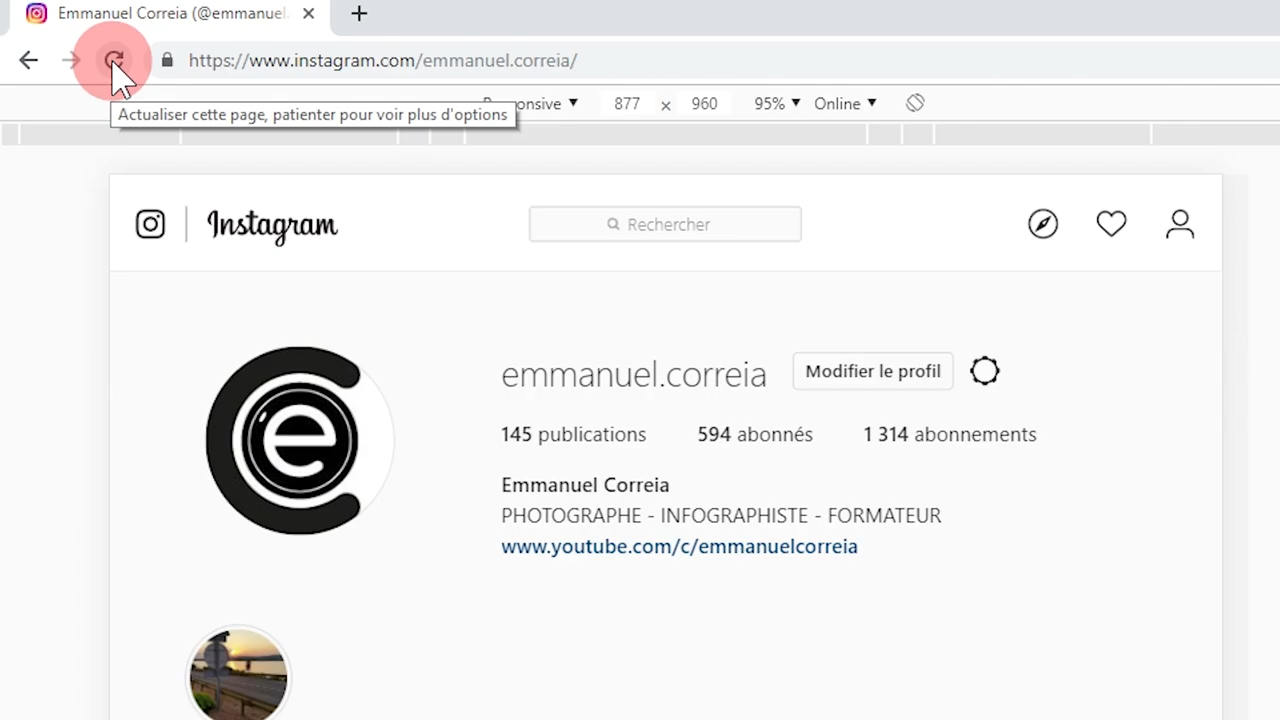 Emmanuel Correia (@emmanuel.
https://www.instagram.com/emmanuel.correia/
onsive ▼ 877 x 960 95% ▼ Online ▼
Actualiser cette page, patienter pour voir plus d'options
Instagram Rechercher
emmanuel.correia Modifier le profil
145 publications 594 abonnés 1 314 abonnements
Emmanuel Correia
PHOTOGRAPHE - INFOGRAPHISTE - FORMATEUR
www.youtube.com/c/emmanuelcorreia